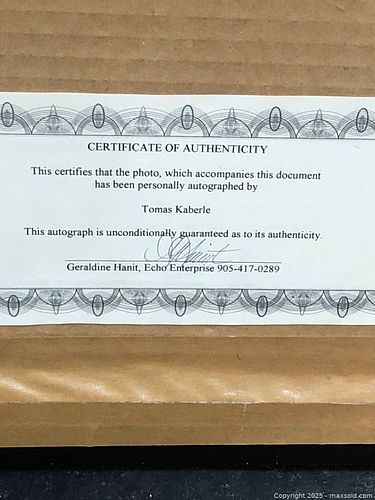 CERTIFICATE OF AUTHENTICITY
This certifies that the photo, which accompanies this document
has been personally autographed by
Tomas Kaberle
This autograph is unconditionally guaranteed as to its authenticity.
Geraldine Hanit, Echo Enterprise 905-417-0289
Copyright 2025 - maxsold.com